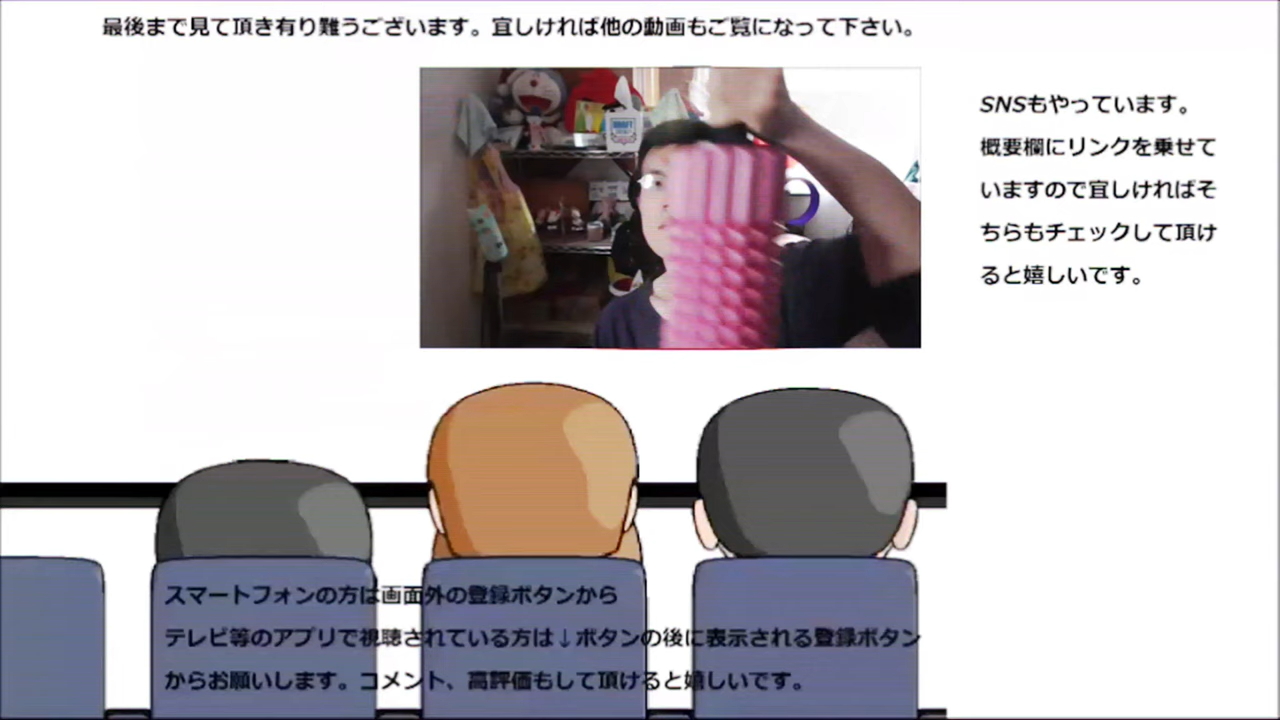 最後まで見て頂き有り難うございます。宜しければ他の動画もご覧になって下さい。
SNSもやっています。
概要欄にリンクを乗せて
いますので宜しければそ
ちらもチェックして頂け
ると嬉しいです。
スマートフォンの方は画面外の登録ボタンから
テレビ等のアプリで視聴されている方は↓ボタンの後に表示される登録ボタン
からお願いします。コメント、高評価もして頂けると嬉しいです。